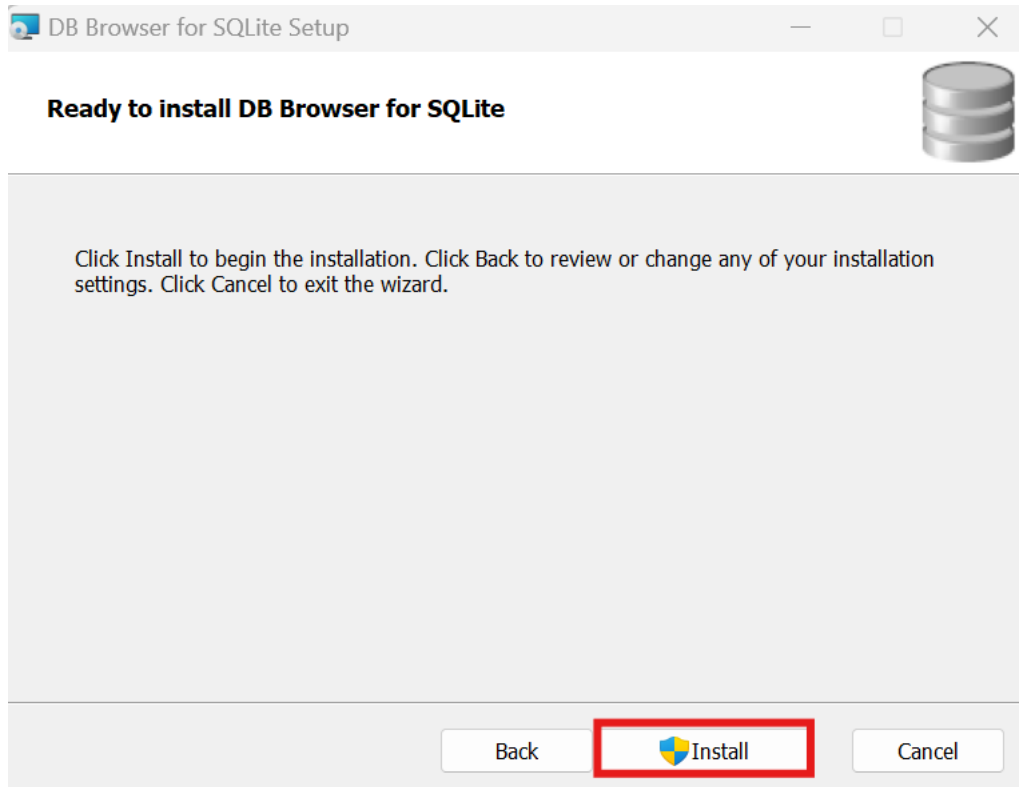 DB Browser for SQLite Setup
Ready to install DB Browser for SQLite
Click Install to begin the installation. Click Back to review or change any of your installation
settings. Click Cancel to exit the wizard.
Back
Install
Cancel